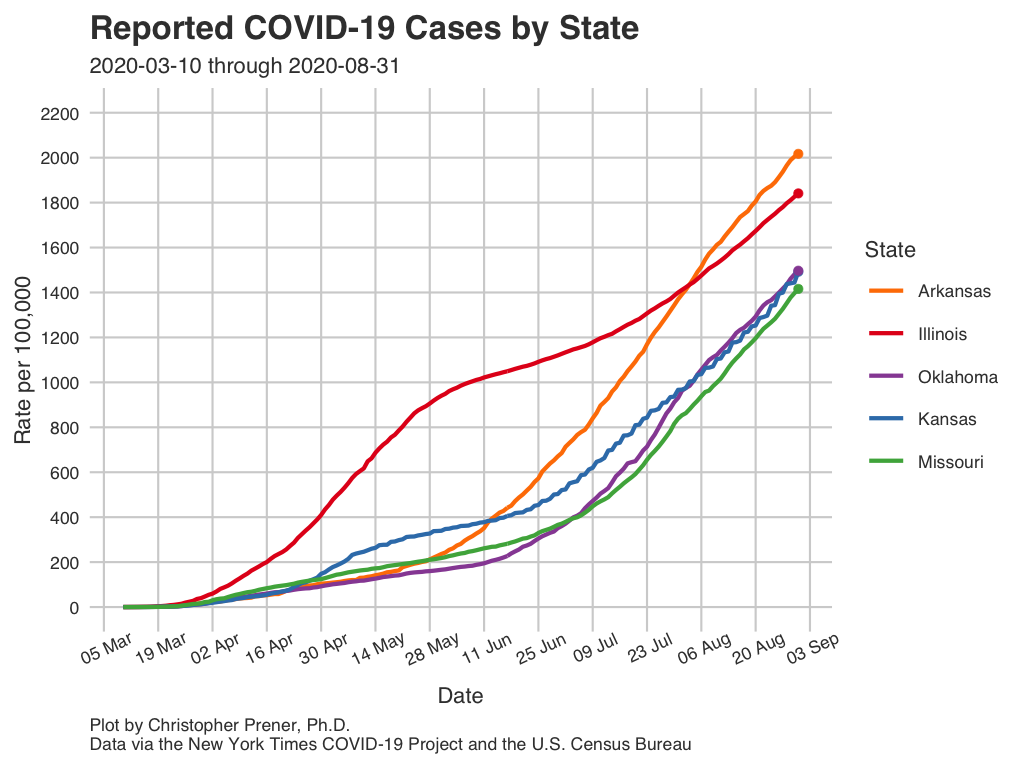 Reported COVID-19 Cases by State
2020-03-10 through 2020-08-31
2200
2000
1800
1600
1400
1200
1000
800
600
400
200
0
Rate per 100,000
05 Mar
19 Mar
02 Apr
16 Apr
30 Apr
14 May
28 May
11 Jun
25 Jun
09 Jul
23 Jul
06 Aug
20 Aug
03 Sep
Date
State
Arkansas
Illinois
Oklahoma
Kansas
Missouri
Plot by Christopher Prener, Ph.D.
Data via the New York Times COVID-19 Project and the U.S. Census Bureau